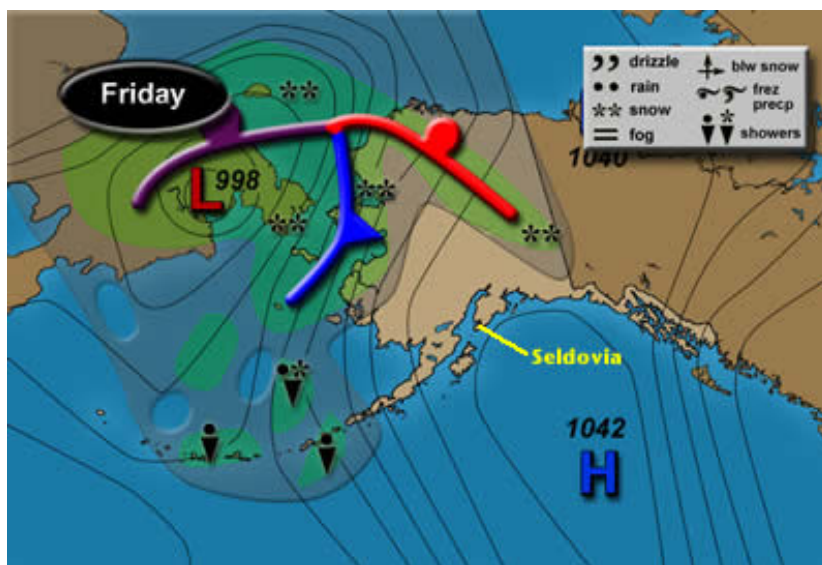 Friday
,, drizzle
•• rain
** snow
= fog
blw snow
frez
precp
showers
L 998
1040
Seldovia
1042
H